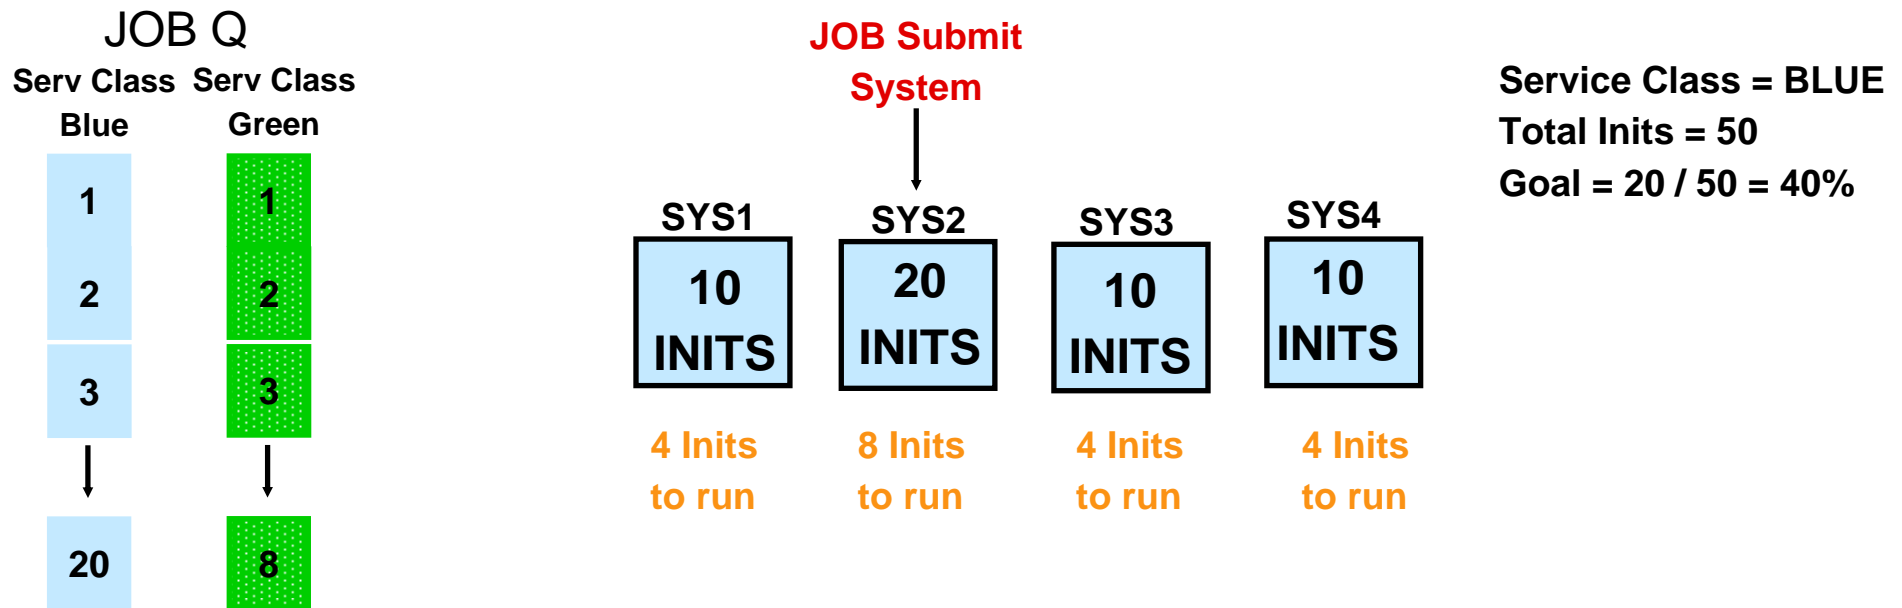 JOB Q
Serv Class Serv Class
Blue Green
1 1
2 2
3 3
20 8
JOB Submit
System
SYS1 SYS2 SYS3 SYS4
10 20 10 10
INITS INITS INITS INITS
4 Inits 8 Inits 4 Inits 4 Inits
to run to run to run to run
Service Class = BLUE
Total Inits = 50
Goal = 20 / 50 = 40%